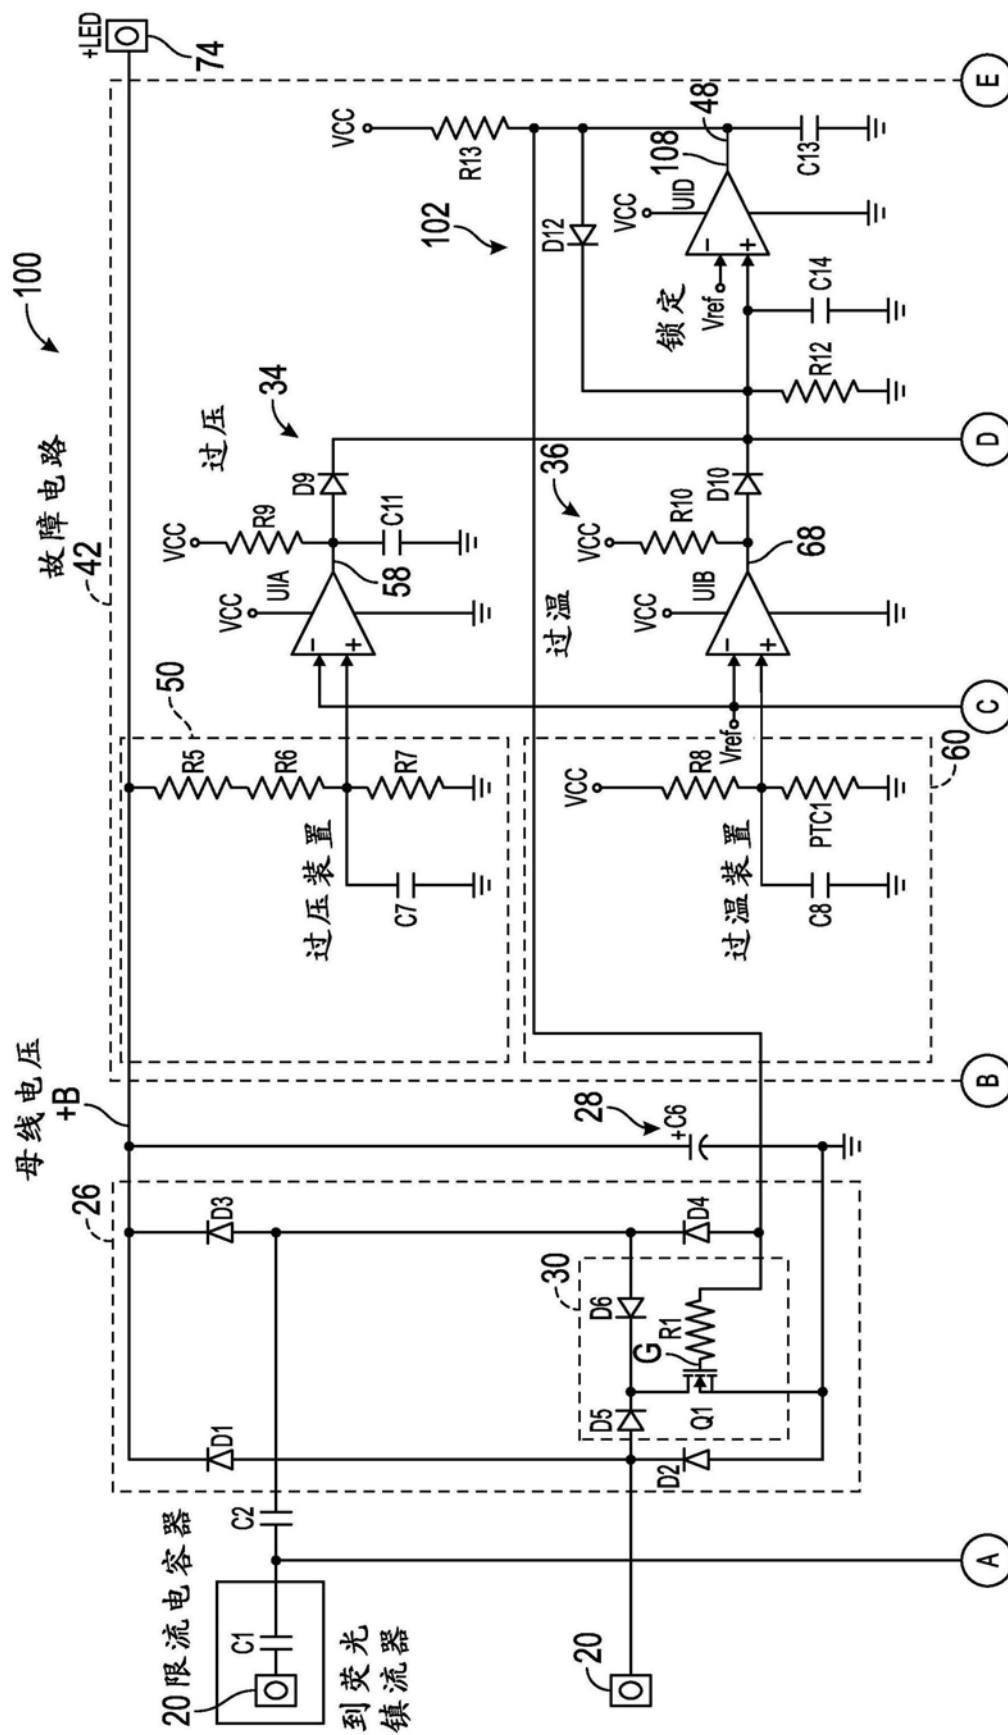 100
故障电路
42
+LED
74
母线电压
+B
26
50
R5
R6
R7
C7
过压装置
VCC
R9
VCC
UIA
58
C11
D9
过压
34
VCC
R13
102
D12
VCC
UID
108
48
C13
锁定
Vref
C14
R12
过温
36
VCC
R10
VCC
UIB
68
D10
Vref
VCC
R8
PTC1
C8
过温装置
60
28
+C6
D3
D4
30
D6
G
R1
D5
Q1
D1
D2
C2
20限流电容器
C1
到荧光
镇流器
20
A
B
C
D
E